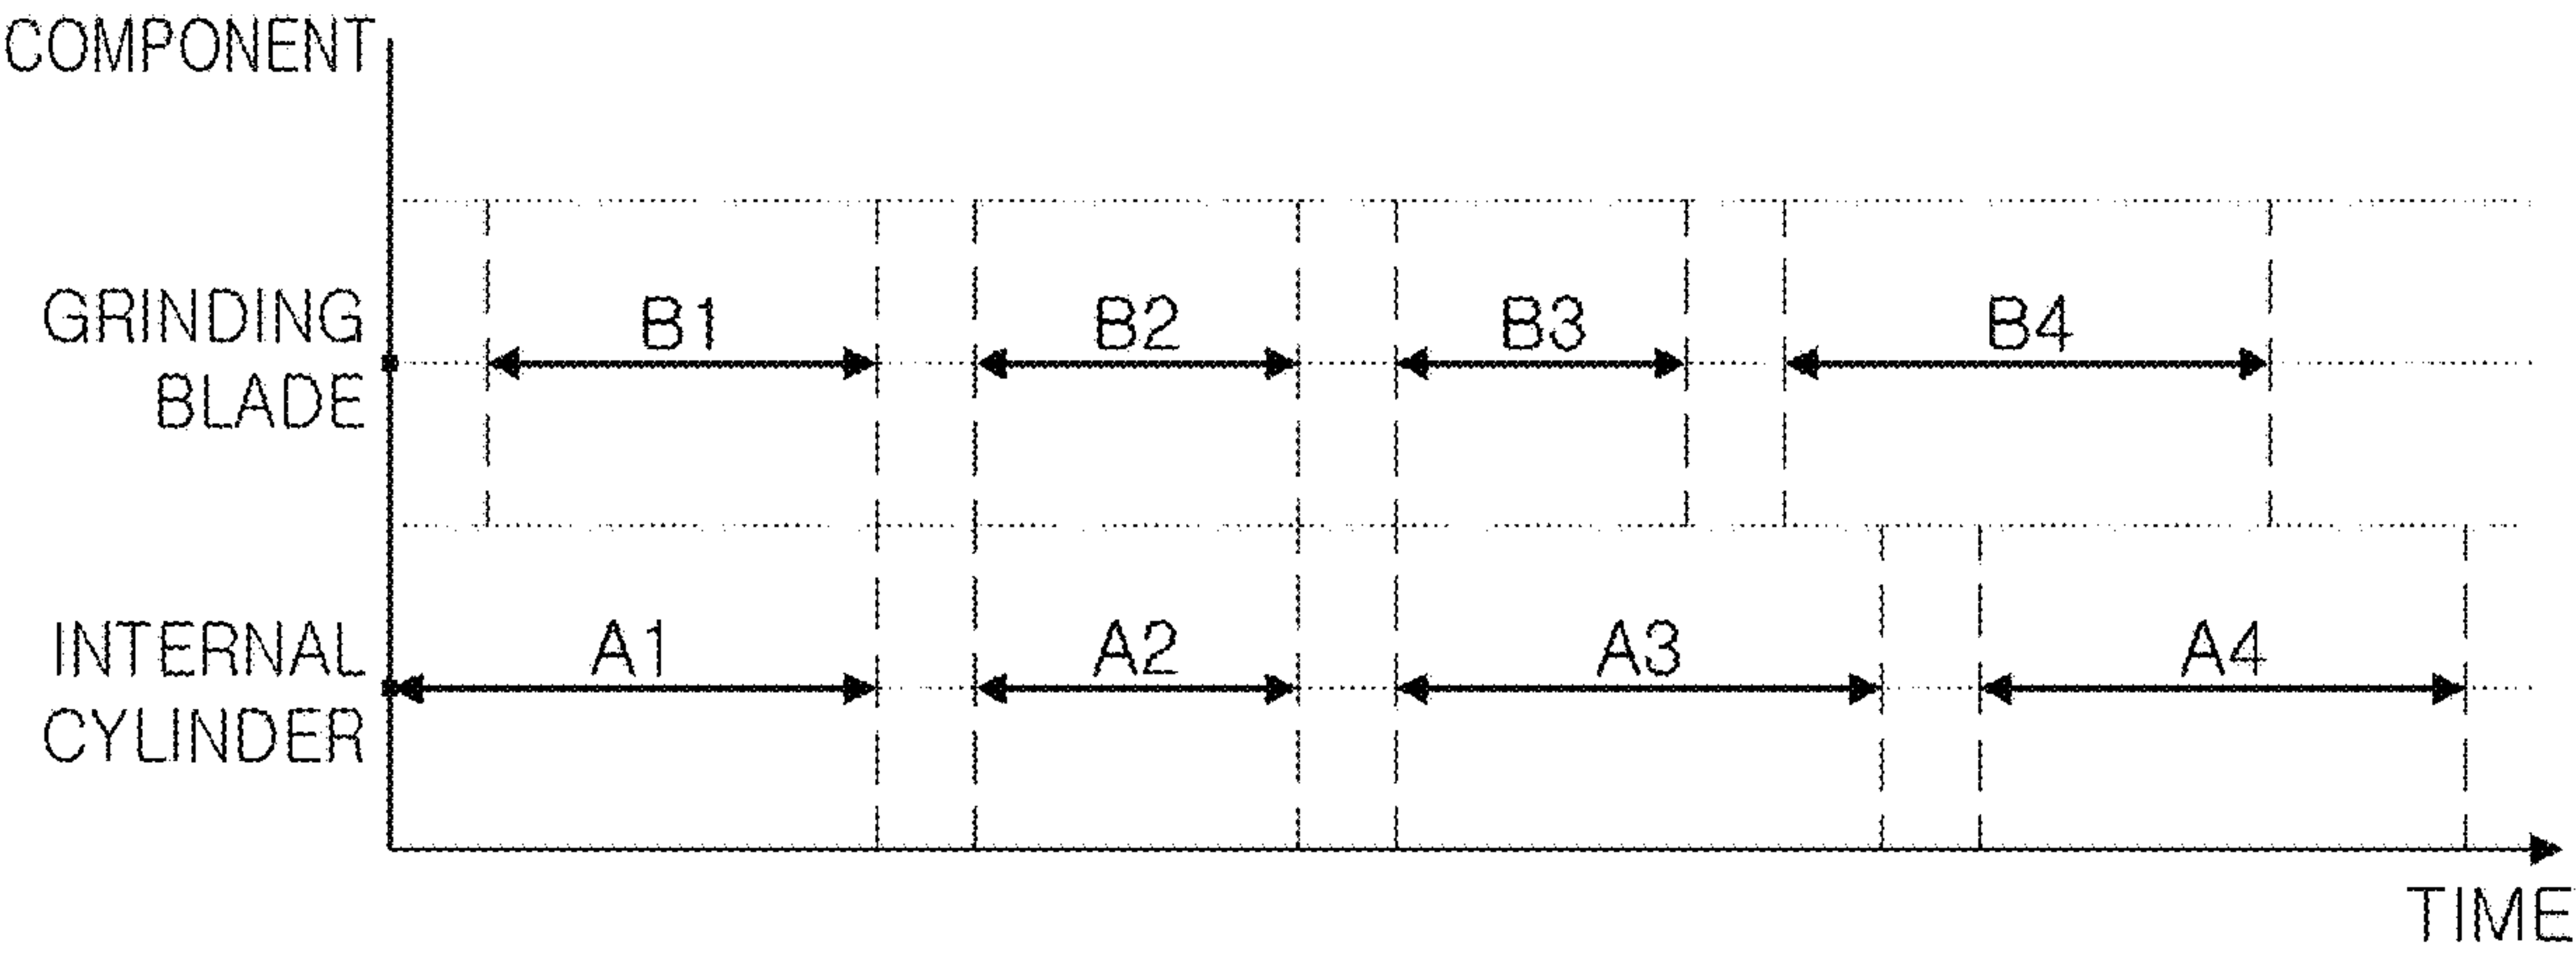 COMPONENT
GRINDING
BLADE
B1 B2 B3 B4
INTERNAL
CYLINDER
A1 A2 A3 A4
TIME